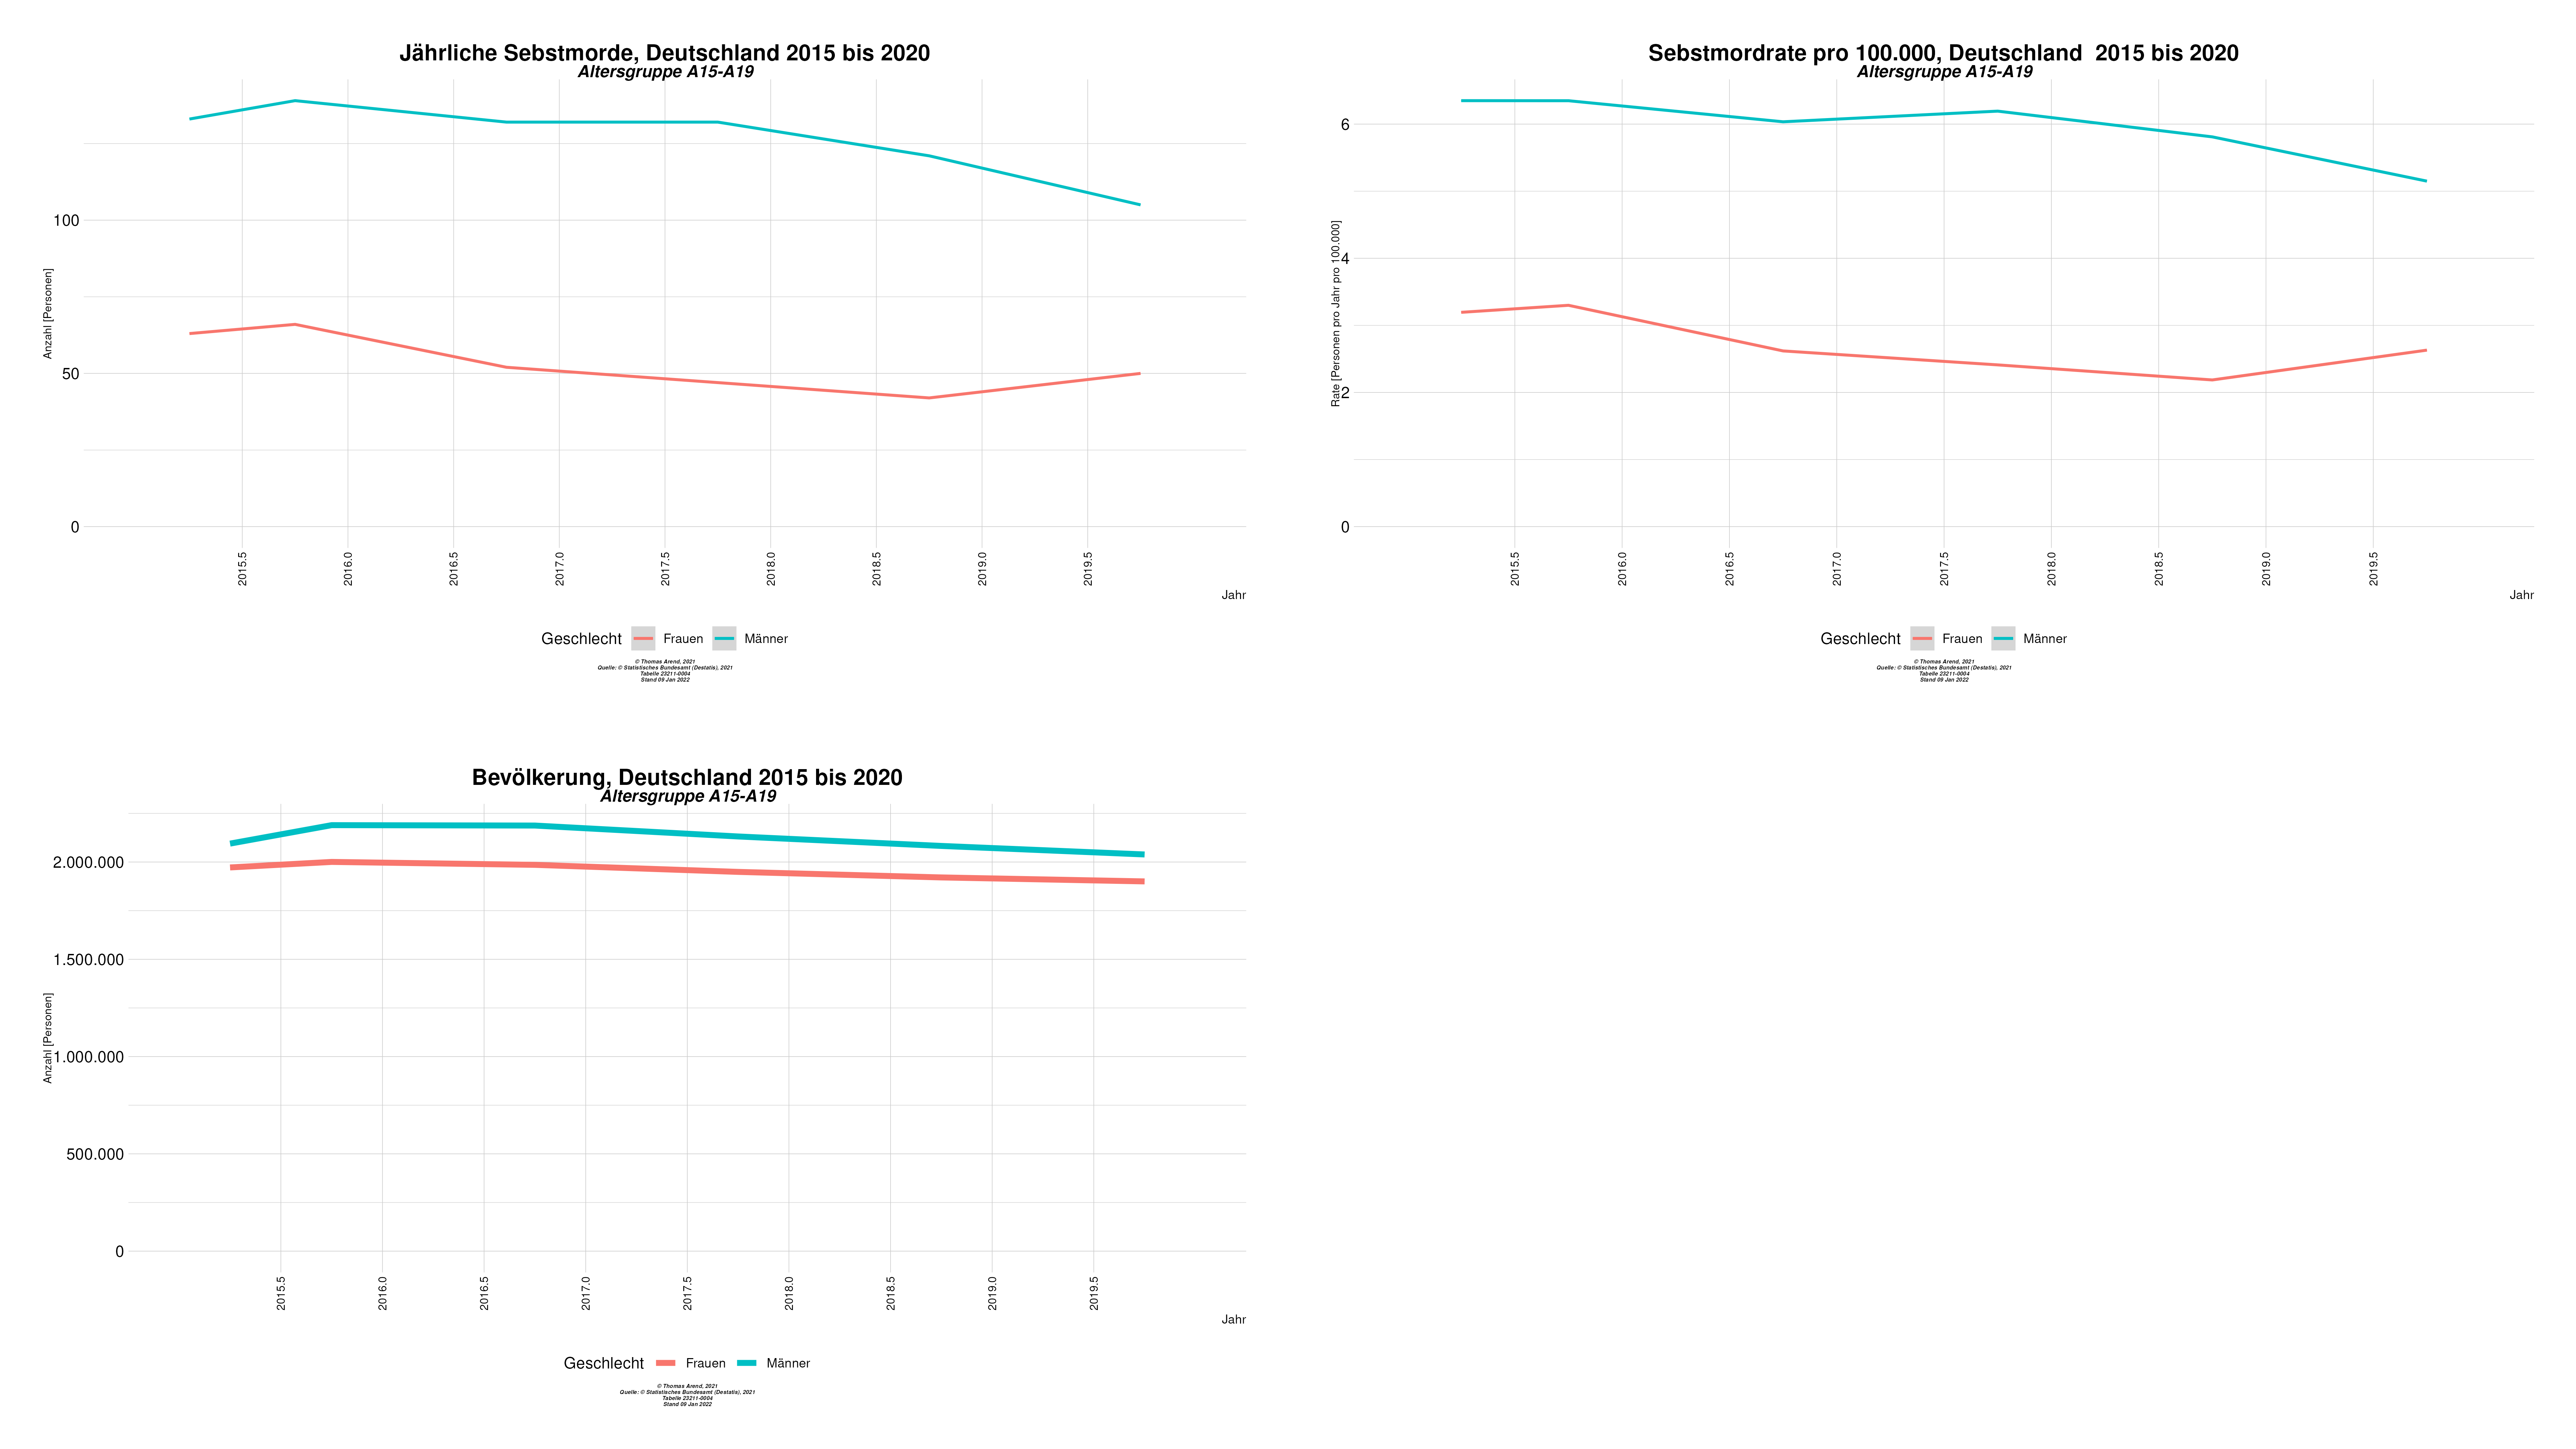 Jährliche Sebstmorde, Deutschland 2015 bis 2020
Altersgruppe A15-A19
Anzahl [Personen]
100
50
0
2015.5
2016.0
2016.5
2017.0
2017.5
2018.0
2018.5
2019.0
2019.5
Jahr
Geschlecht Frauen Männer
© Thomas Arend, 2021
Quelle: © Statistisches Bundesamt (Destatis), 2021
Tabelle 23211-0004
Stand 09 Jan 2022
Sebstmordrate pro 100.000, Deutschland 2015 bis 2020
Altersgruppe A15-A19
Rate [Personen pro Jahr pro 100.000]
6
4
2
0
2015.5
2016.0
2016.5
2017.0
2017.5
2018.0
2018.5
2019.0
2019.5
Jahr
Geschlecht Frauen Männer
© Thomas Arend, 2021
Quelle: © Statistisches Bundesamt (Destatis), 2021
Tabelle 23211-0004
Stand 09 Jan 2022
Bevölkerung, Deutschland 2015 bis 2020
Altersgruppe A15-A19
Anzahl [Personen]
2.000.000
1.500.000
1.000.000
500.000
0
2015.5
2016.0
2016.5
2017.0
2017.5
2018.0
2018.5
2019.0
2019.5
Jahr
Geschlecht Frauen Männer
© Thomas Arend, 2021
Quelle: © Statistisches Bundesamt (Destatis), 2021
Tabelle 23211-0004
Stand 09 Jan 2022